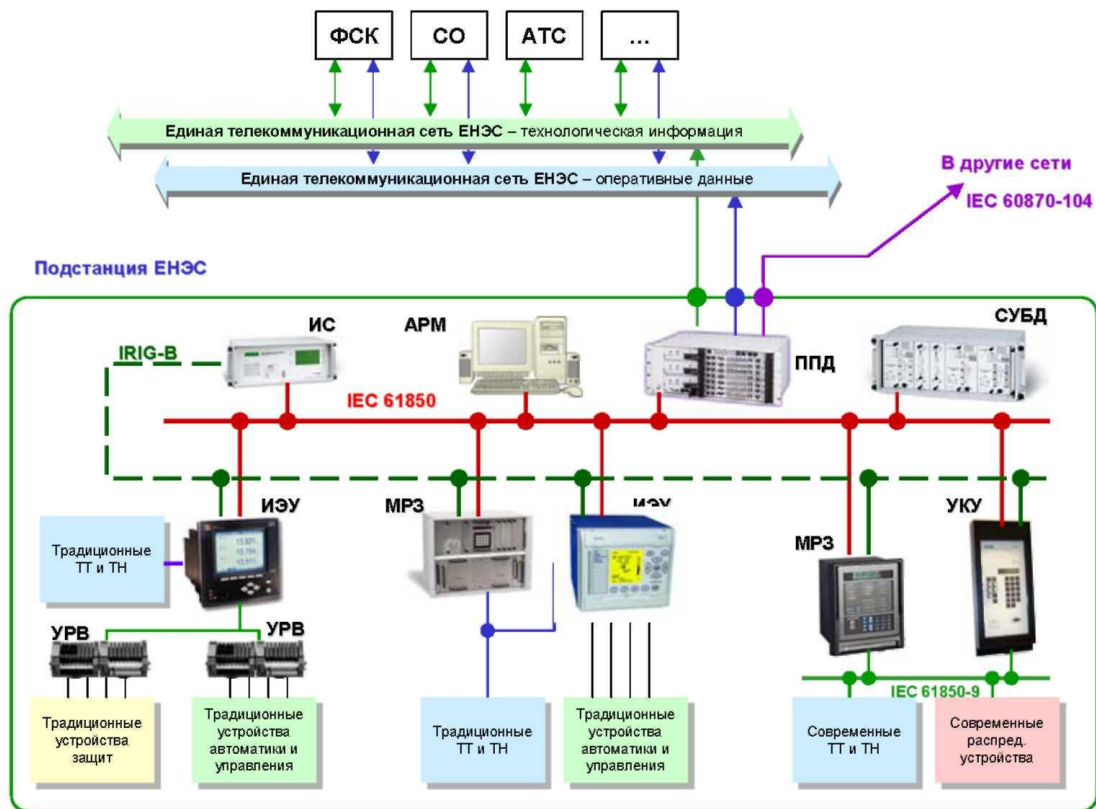 ФСК
СО
АТС
...
Единая телекоммуникационная сеть ЕНЭС – технологическая информация
Единая телекоммуникационная сеть ЕНЭС – оперативные данные
В другие сети
IEC 60870-104
Подстанция ЕНЭС
ИС
АРМ
ППД
СУБД
IRIG-B
IEC 61850
ИЭУ
МРЗ
ИЭУ
МРЗ
УКУ
Традиционные
ТТ и ТН
УРВ
УРВ
IEC 61850-9
Традиционные
устройства
защит
Традиционные
устройства
автоматики и
управления
Традиционные
ТТ и ТН
Традиционные
устройства
автоматики и
управления
Современные
ТТ и ТН
Современные
распред.
устройства